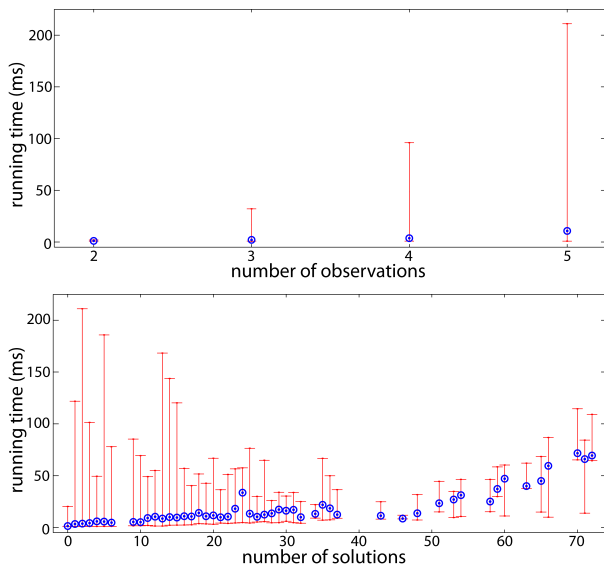 200
150
100
50
0
running time (ms)
2 3 4 5
number of observations
200
150
100
50
0
running time (ms)
0 10 20 30 40 50 60 70
number of solutions